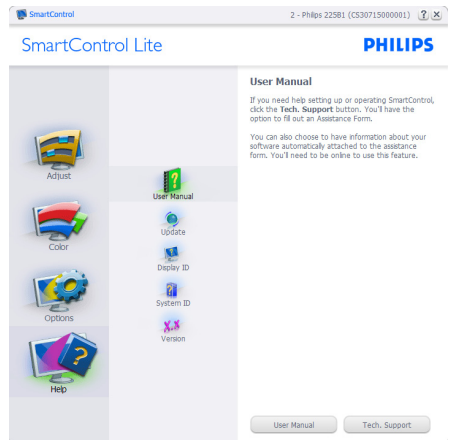 SmartControl
2 - Philips 225B1 (CS30715000001)
?
X
SmartControl Lite
PHILIPS
Adjust
Color
Options
?
Help
?
User Manual
Update
Display ID
?
System ID
X.X
Version
User Manual
If you need help setting up or operating SmartControl,
click the Tech. Support button. You'll have the
option to fill out an Assistance Form.
You can also choose to have information about your
software automatically attached to the assistance
form. You'll need to be online to use this feature.
User Manual
Tech. Support